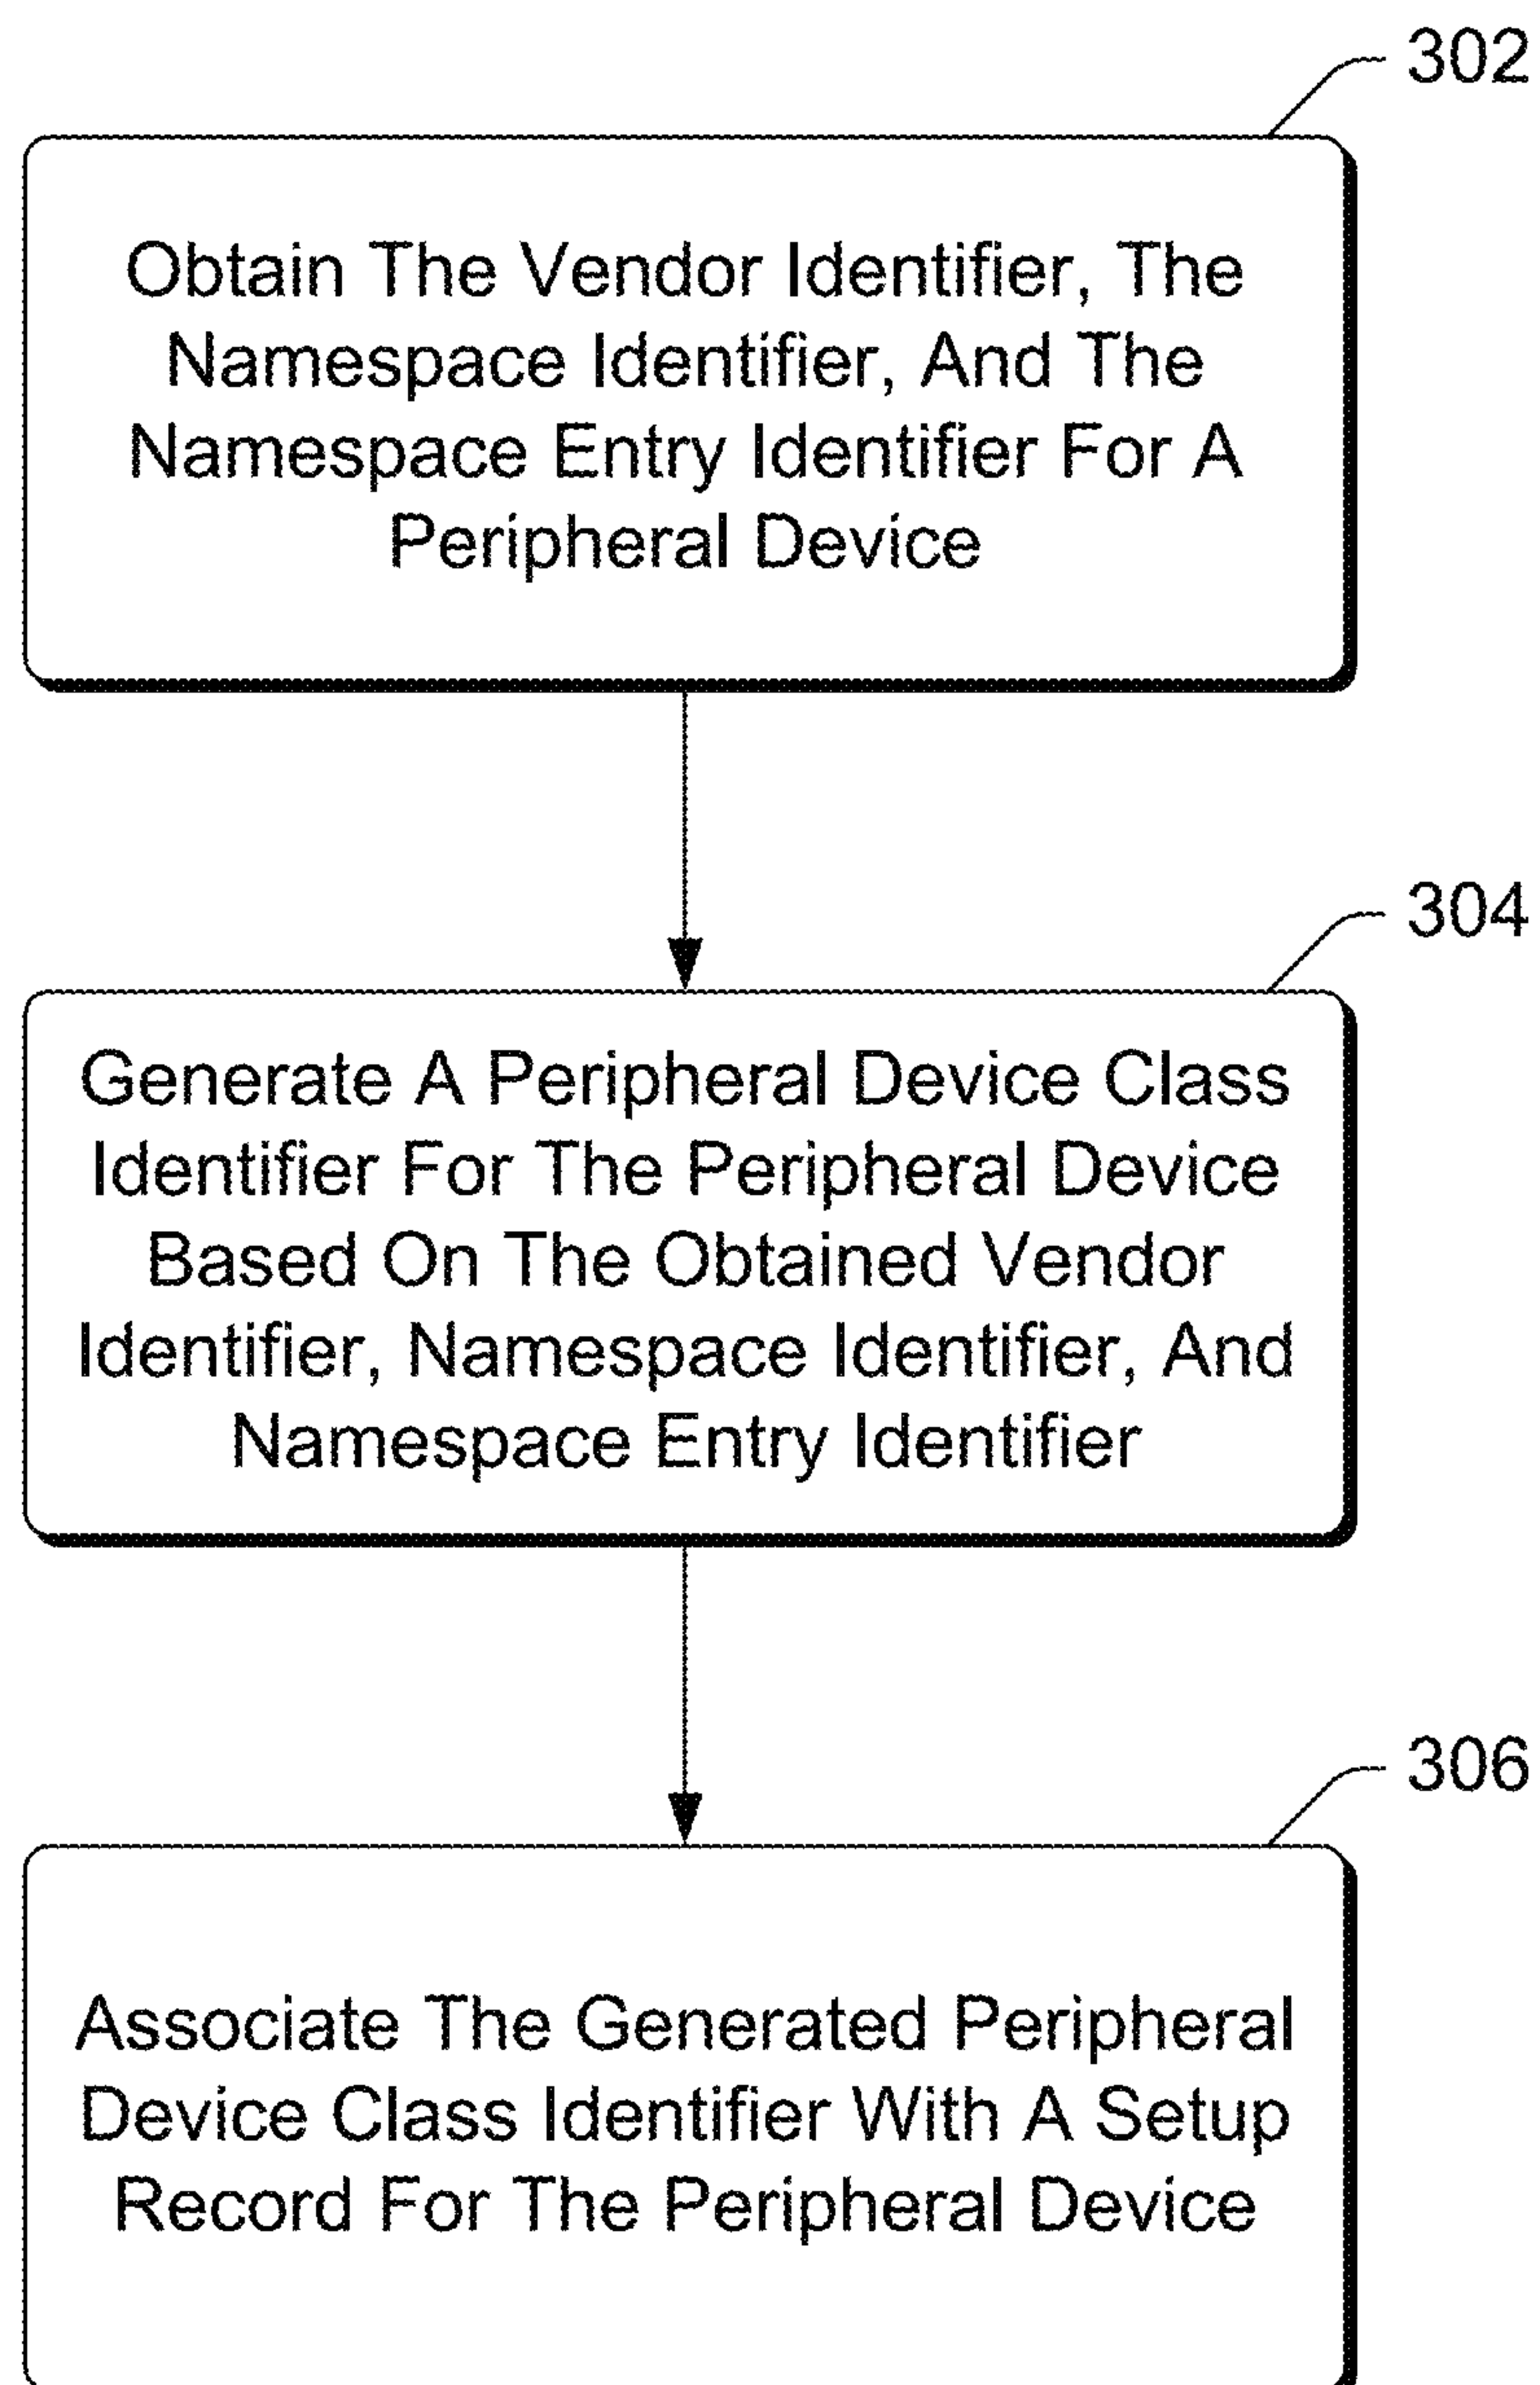 302
Obtain The Vendor Identifier, The
Namespace Identifier, And The
Namespace Entry Identifier For A
Peripheral Device
304
Generate A Peripheral Device Class
Identifier For The Peripheral Device
Based On The Obtained Vendor
Identifier, Namespace Identifier, And
Namespace Entry Identifier
306
Associate The Generated Peripheral
Device Class Identifier With A Setup
Record For The Peripheral Device